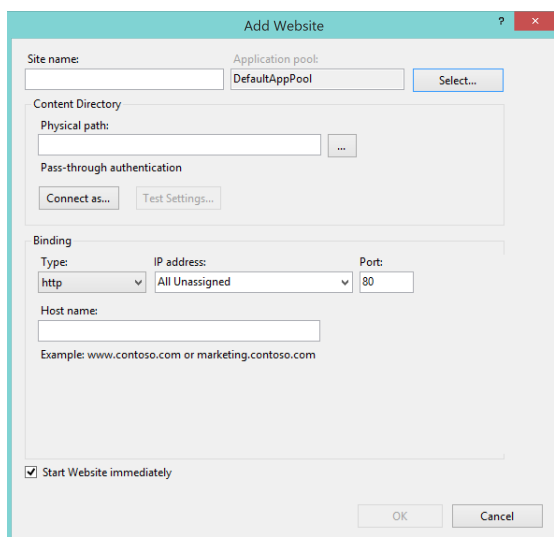 Add Website
? ×
Site name: Application pool:
DefaultAppPool Select...
Content Directory
Physical path:
...
Pass-through authentication
Connect as... Test Settings...
Binding
Type: IP address: Port:
http All Unassigned 80
Host name:
Example: www.contoso.com or marketing.contoso.com
Start Website immediately
OK Cancel